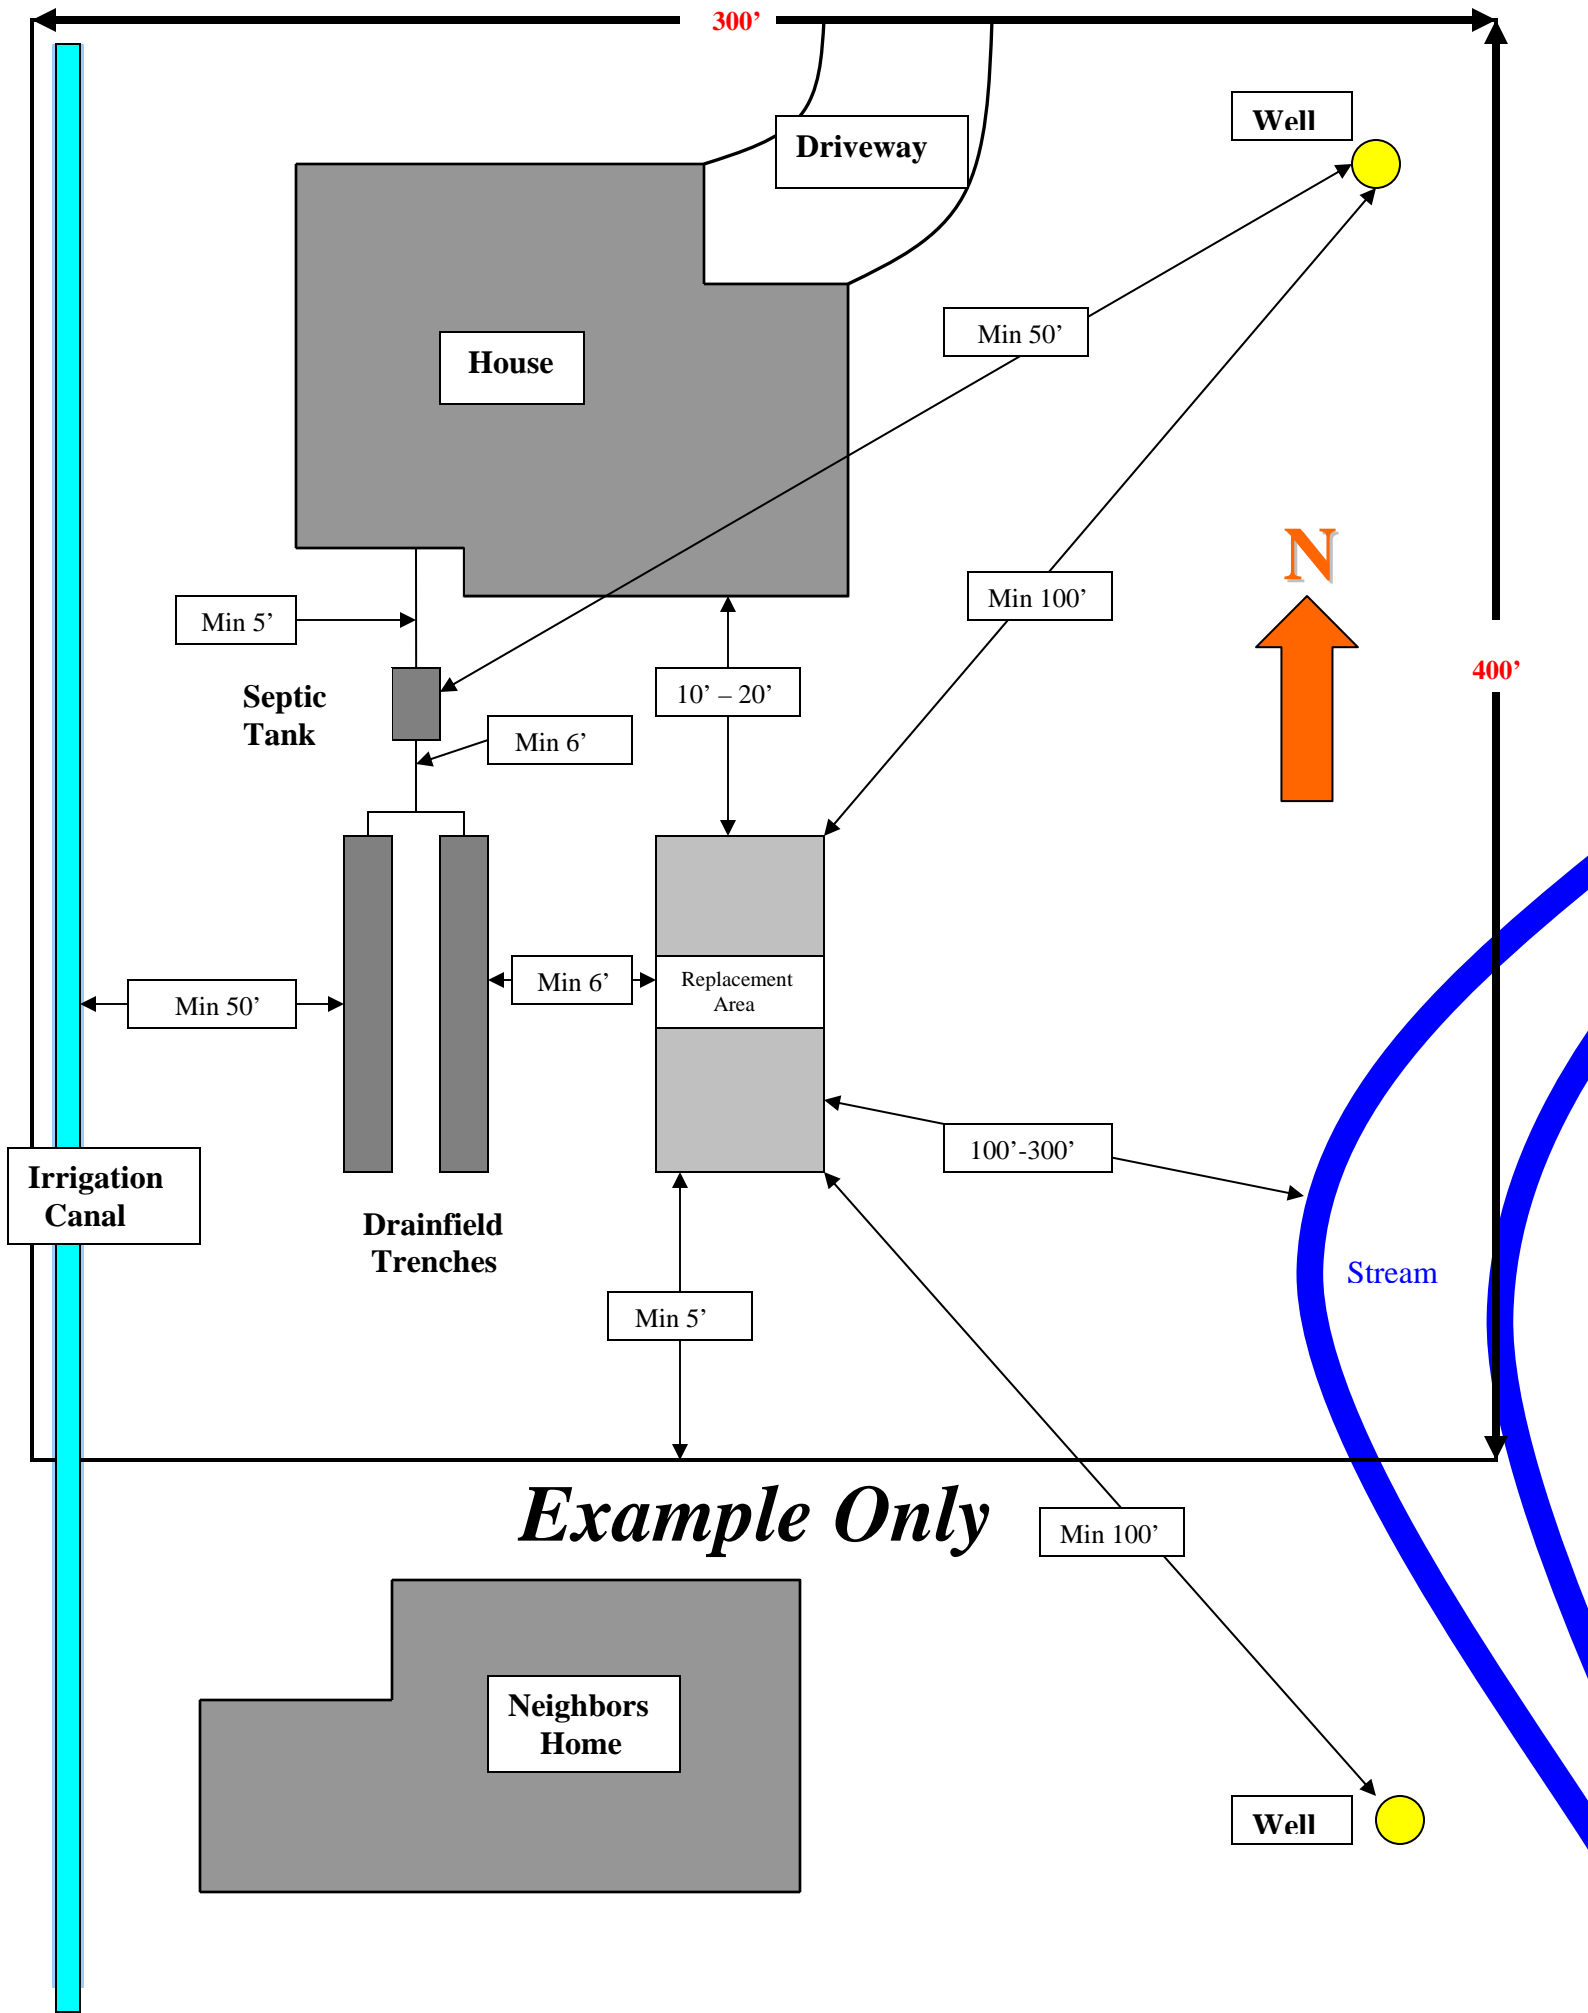 300’
Well
Driveway
Min 50’
House
N
Min 100’
Min 5’
400’
Septic
Tank
10’ – 20’
Min 6’
Min 6’
Replacement
Area
Min 50’
100’-300’
Irrigation
Canal
Drainfield
Trenches
Stream
Min 5’
Example Only
Min 100’
Neighbors
Home
Well